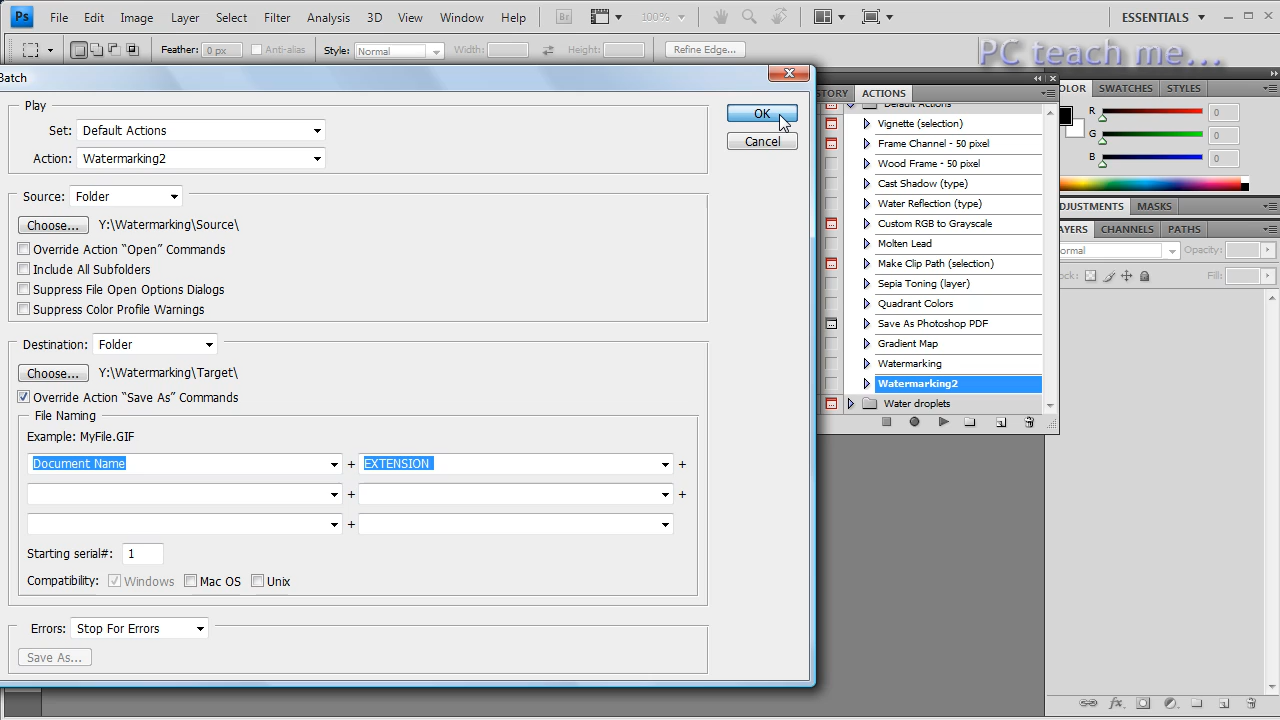 Ps File Edit Image Layer Select Filter Analysis 3D View Window Help Br 100% ESSENTIALS
Feather: 0 px Anti-alias Style: Normal Width: Height: Refine Edge...
PC teach me...
Batch
Play
OK
Set: Default Actions
Cancel
Action: Watermarking2
Source: Folder
Choose... Y:\Watermarking\Source\
Override Action "Open" Commands
Include All Subfolders
Suppress File Open Options Dialogs
Suppress Color Profile Warnings
Destination: Folder
Choose... Y:\Watermarking\Target\
Override Action "Save As" Commands
File Naming
Example: MyFile.GIF
Document Name + EXTENSION +
+ +
+
Starting serial#: 1
Compatibility: Windows Mac OS Unix
Errors: Stop For Errors
Save As...
STORY ACTIONS
Default Actions
Vignette (selection)
Frame Channel - 50 pixel
Wood Frame - 50 pixel
Cast Shadow (type)
Water Reflection (type)
Custom RGB to Grayscale
Molten Lead
Make Clip Path (selection)
Sepia Toning (layer)
Quadrant Colors
Save As Photoshop PDF
Gradient Map
Watermarking
Watermarking2
Water droplets
OLOR SWATCHES STYLES
R 0
G 0
B 0
DJUSTMENTS MASKS
AYERS CHANNELS PATHS
ormal Opacity:
ock: Fill:
fx